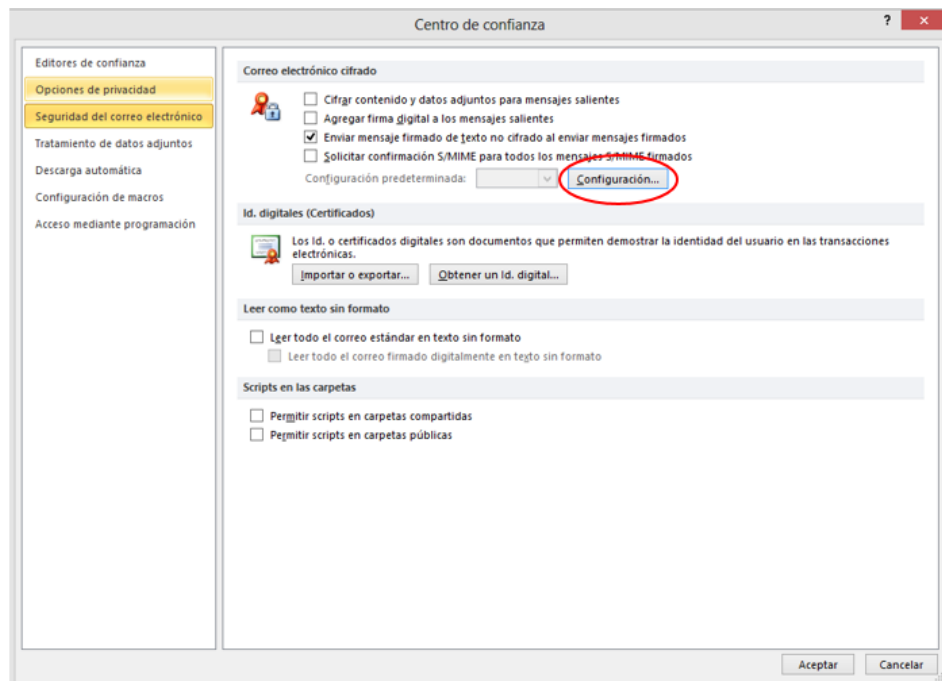 Centro de confianza
? ×
Editores de confianza
Opciones de privacidad
Seguridad del correo electrónico
Tratamiento de datos adjuntos
Descarga automática
Configuración de macros
Acceso mediante programación
Correo electrónico cifrado
Cifrar contenido y datos adjuntos para mensajes salientes
Agregar firma digital a los mensajes salientes
Enviar mensaje firmado de texto no cifrado al enviar mensajes firmados
Solicitar confirmación S/MIME para todos los mensajes S/MIME firmados
Configuración predeterminada: Configuración...
Id. digitales (Certificados)
Los Id. o certificados digitales son documentos que permiten demostrar la identidad del usuario en las transacciones
electrónicas.
Importar o exportar... Obtener un Id. digital...
Leer como texto sin formato
Leer todo el correo estándar en texto sin formato
Leer todo el correo firmado digitalmente en texto sin formato
Scripts en las carpetas
Permitir scripts en carpetas compartidas
Permitir scripts en carpetas públicas
Aceptar Cancelar